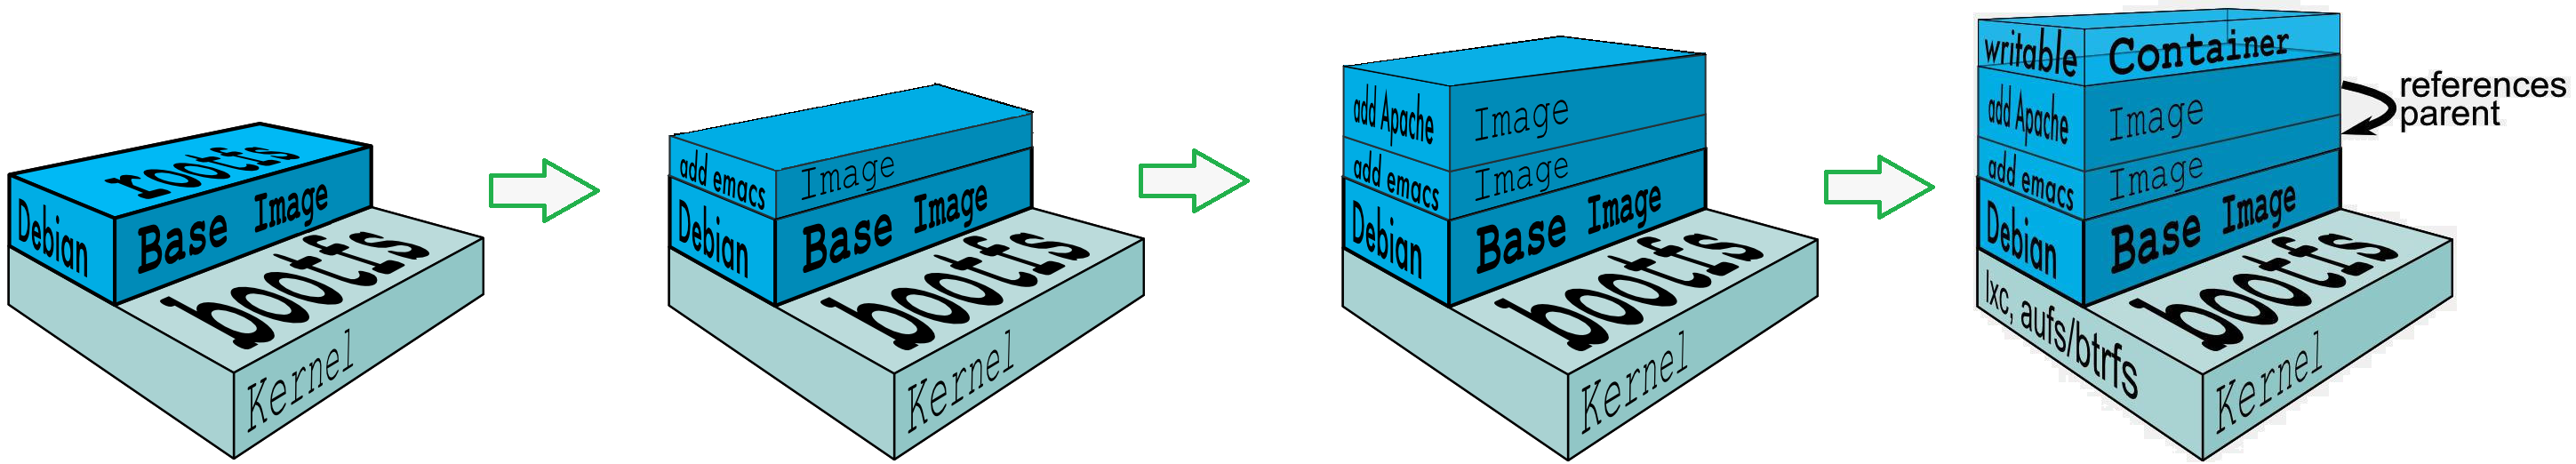 rootfs
Debian
Base Image
bootfs
Kernel
add emacs
Image
Debian
Base Image
bootfs
Kernel
add Apache
Image
add emacs
Image
Debian
Base Image
bootfs
Kernel
writable
Container
references
parent
add Apache
Image
add emacs
Image
Debian
Base Image
lxc, aufs/btrfs
bootfs
Kernel